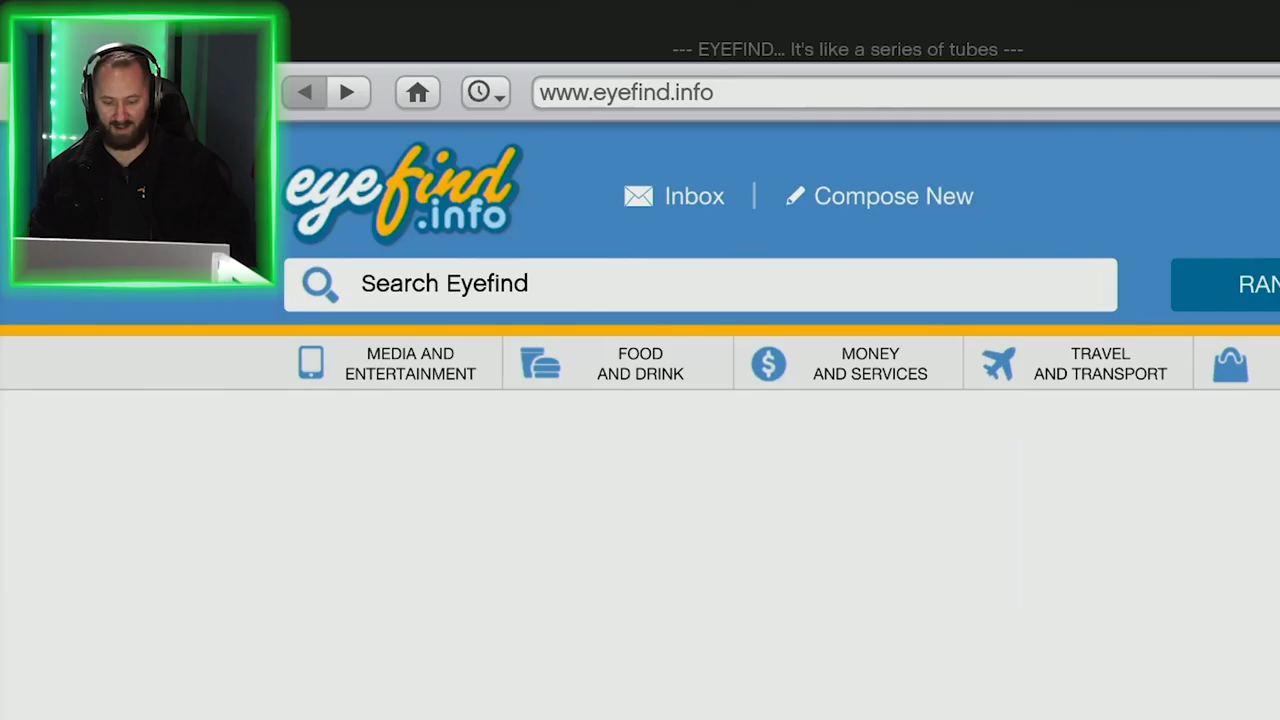 --- EYEFIND... It's like a series of tubes ---
www.eyefind.info
eyefind
.info
Inbox | Compose New
Search Eyefind
RAN
MEDIA AND
ENTERTAINMENT
FOOD
AND DRINK
MONEY
AND SERVICES
TRAVEL
AND TRANSPORT